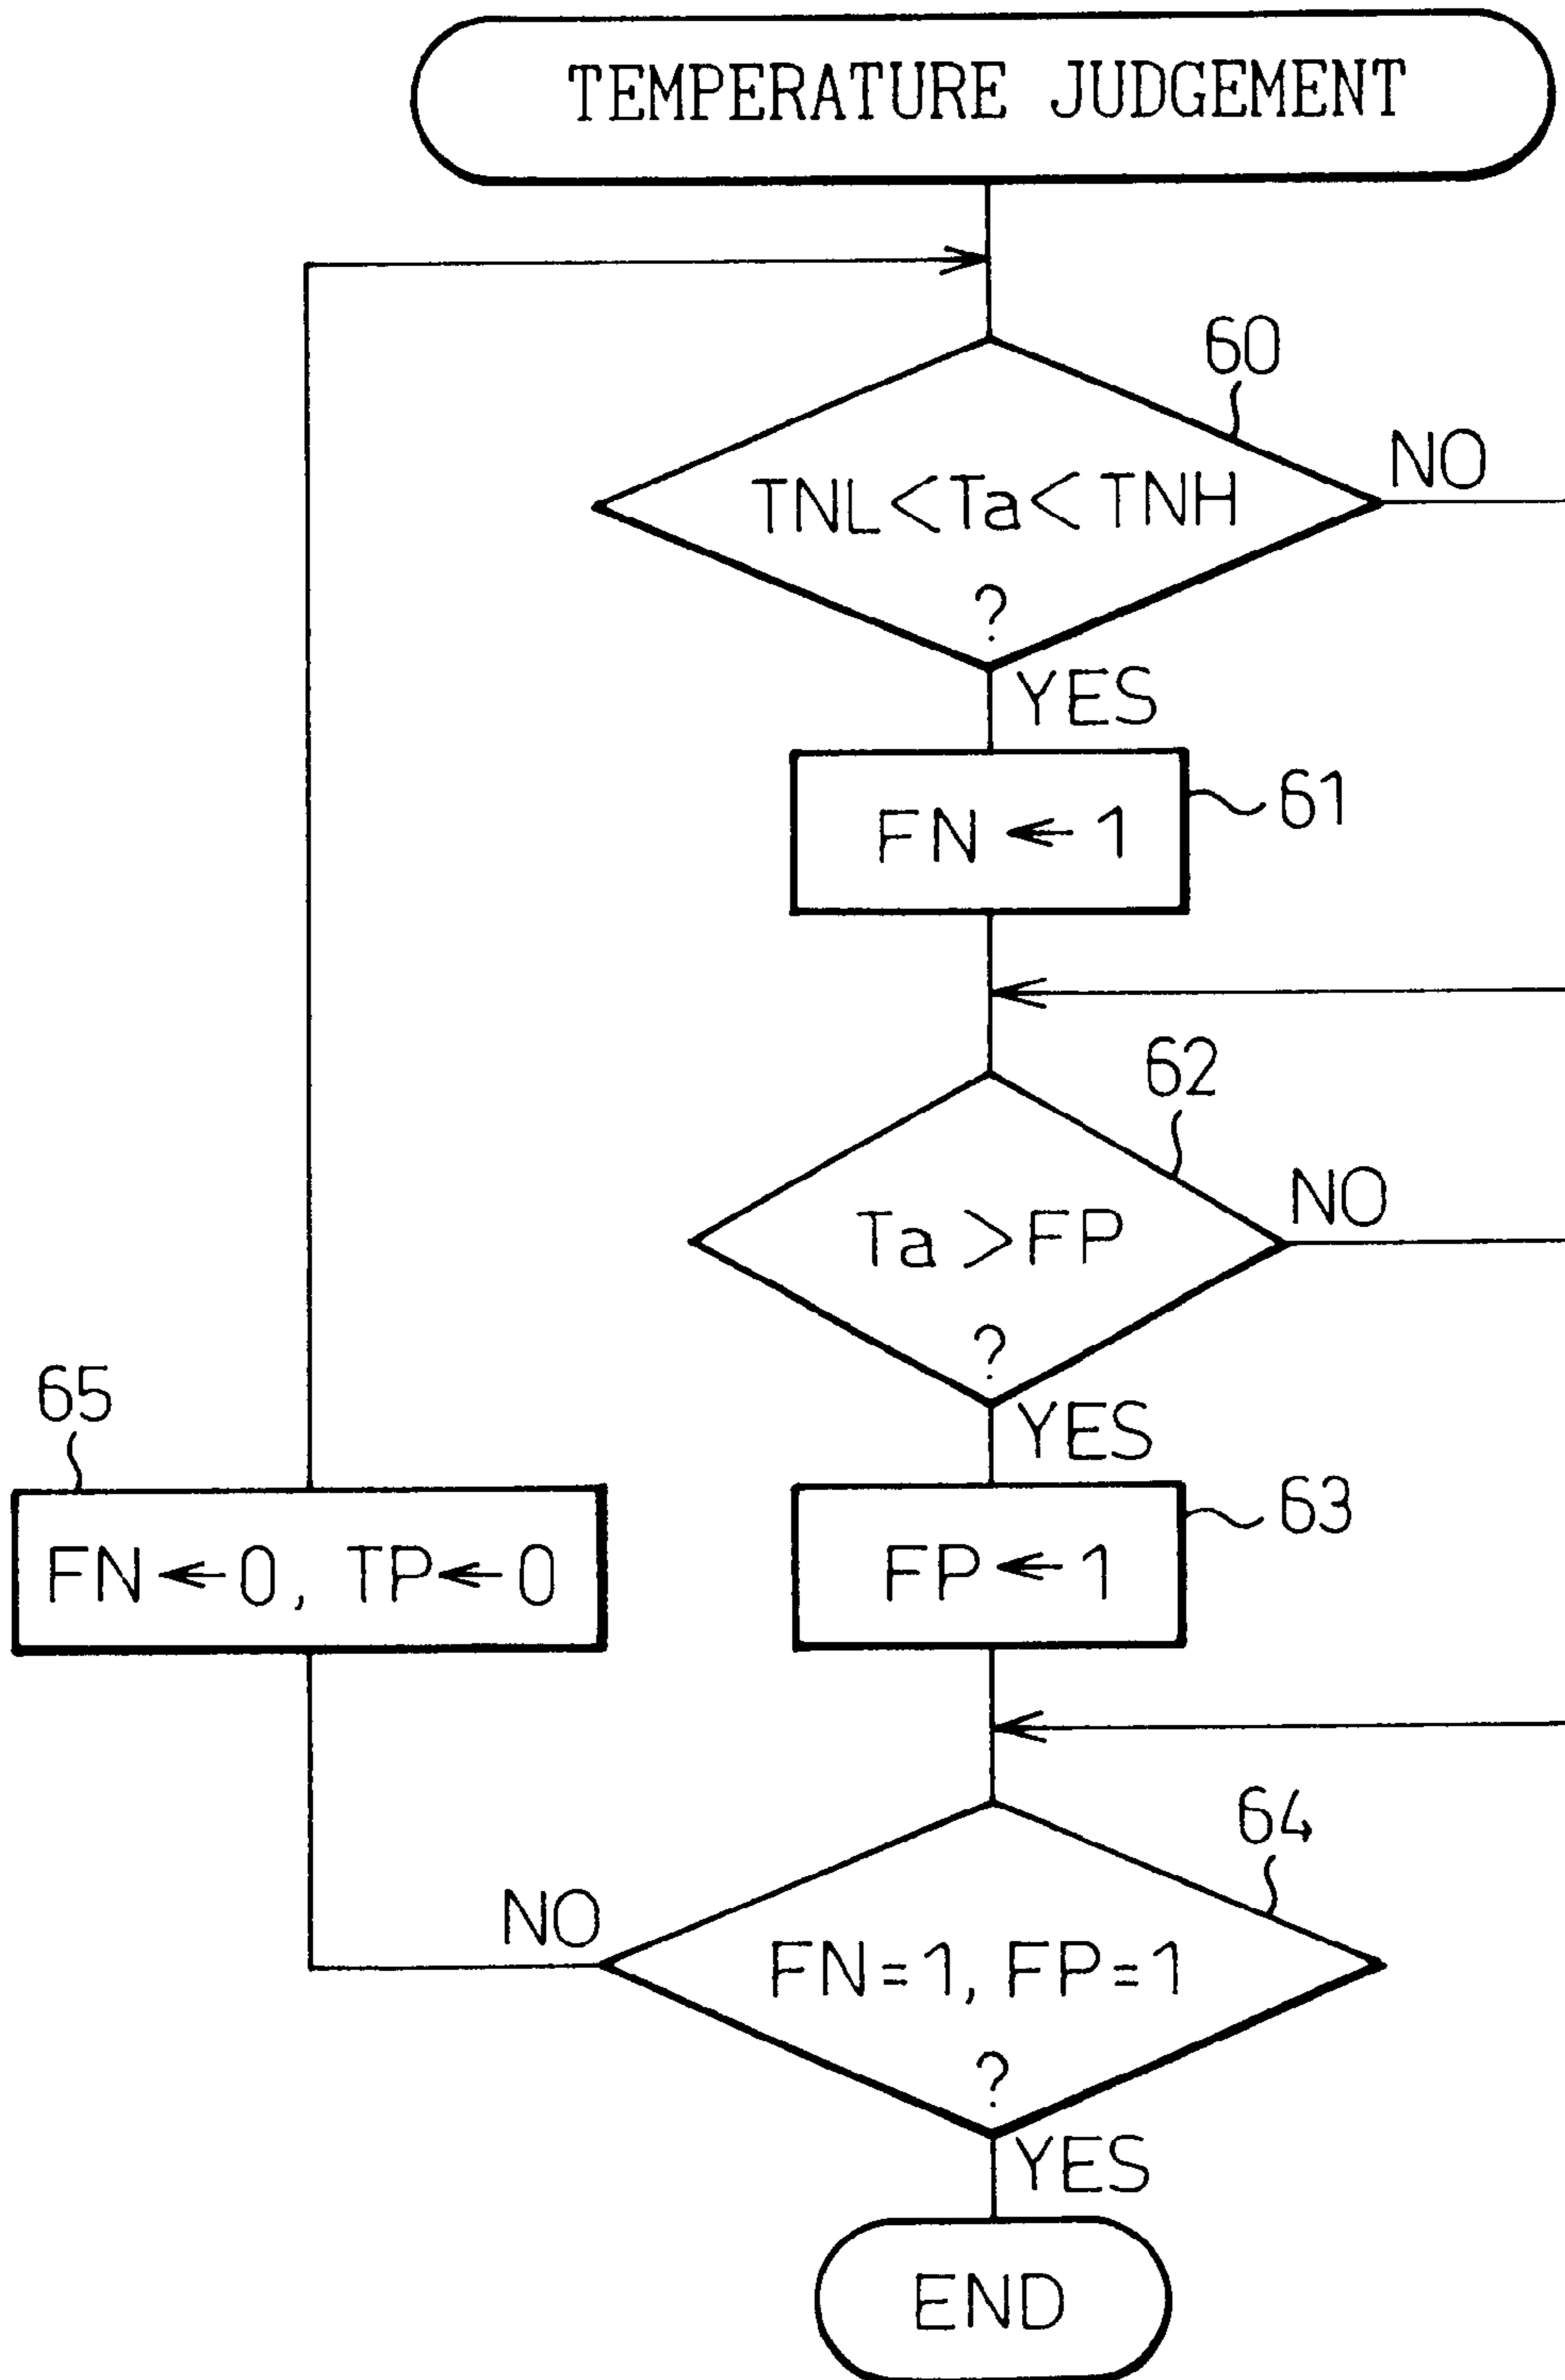 TEMPERATURE JUDGEMENT
60
NO
TNL<Ta<TNH
?
YES
61
FN←1
62
NO
Ta>FP
?
YES
65
63
FN←0, TP←0
FP←1
64
NO
FN=1, FP=1
?
YES
END